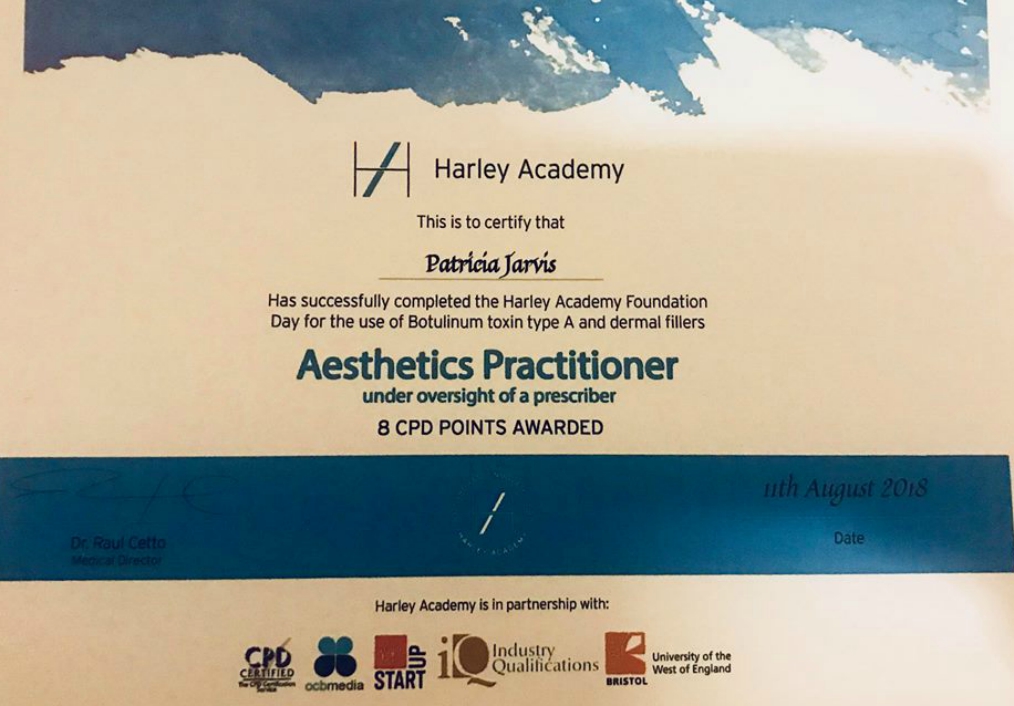 Harley Academy
This is to certify that
Patricia Jarvis
Has successfully completed the Harley Academy Foundation
Day for the use of Botulinum toxin type A and dermal fillers
Aesthetics Practitioner
under oversight of a prescriber
8 CPD POINTS AWARDED
11th August 2018
Dr. Raul Cetto
Medical Director
Date
Harley Academy is in partnership with:
CPD
CERTIFIED
The CPD Certification
Service
ocbmedia
START UP
iQ Industry
Qualifications
BRISTOL
University of the
West of England